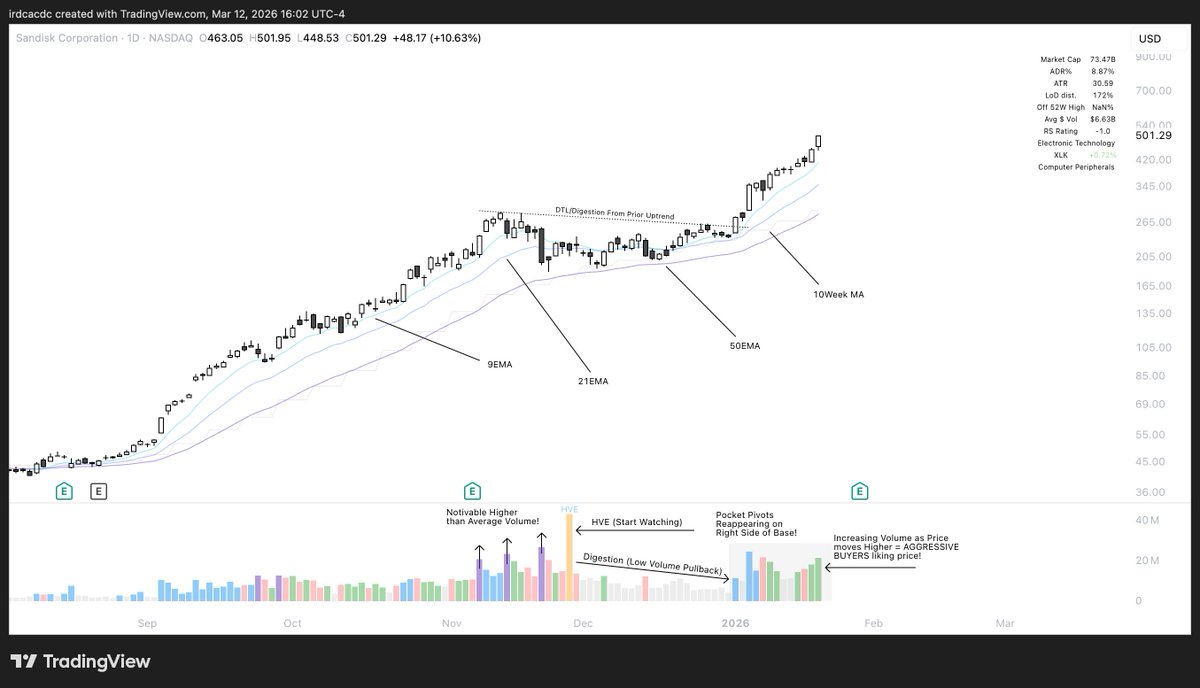 irdcacdc created with TradingView.com, Mar 12, 2026 16:02 UTC-4
Sandisk Corporation · 1D · NASDAQ O463.05 H501.95 L448.53 C501.29 +48.17 (+10.63%)
USD
Market Cap 73.47B
ADR% 8.87%
ATR 30.59
LoD dist. 172%
Off 52W High NaN%
Avg $ Vol $6.63B
RS Rating -1.0
Electronic Technology
XLK +0.72%
Computer Peripherals
900.00
700.00
540.00
501.29
420.00
345.00
265.00
205.00
165.00
135.00
105.00
85.00
69.00
55.00
45.00
36.00
DTL/Digestion From Prior Uptrend
10Week MA
50EMA
9EMA
21EMA
E
E
E
E
Notivable Higher
than Average Volume!
HVE
HVE (Start Watching)
Digestion (Low Volume Pullback)
Pocket Pivots
Reappearing on
Right Side of Base!
Increasing Volume as Price
moves Higher = AGGRESSIVE
BUYERS liking price!
40 M
20 M
0
Sep Oct Nov Dec 2026 Feb Mar
TradingView